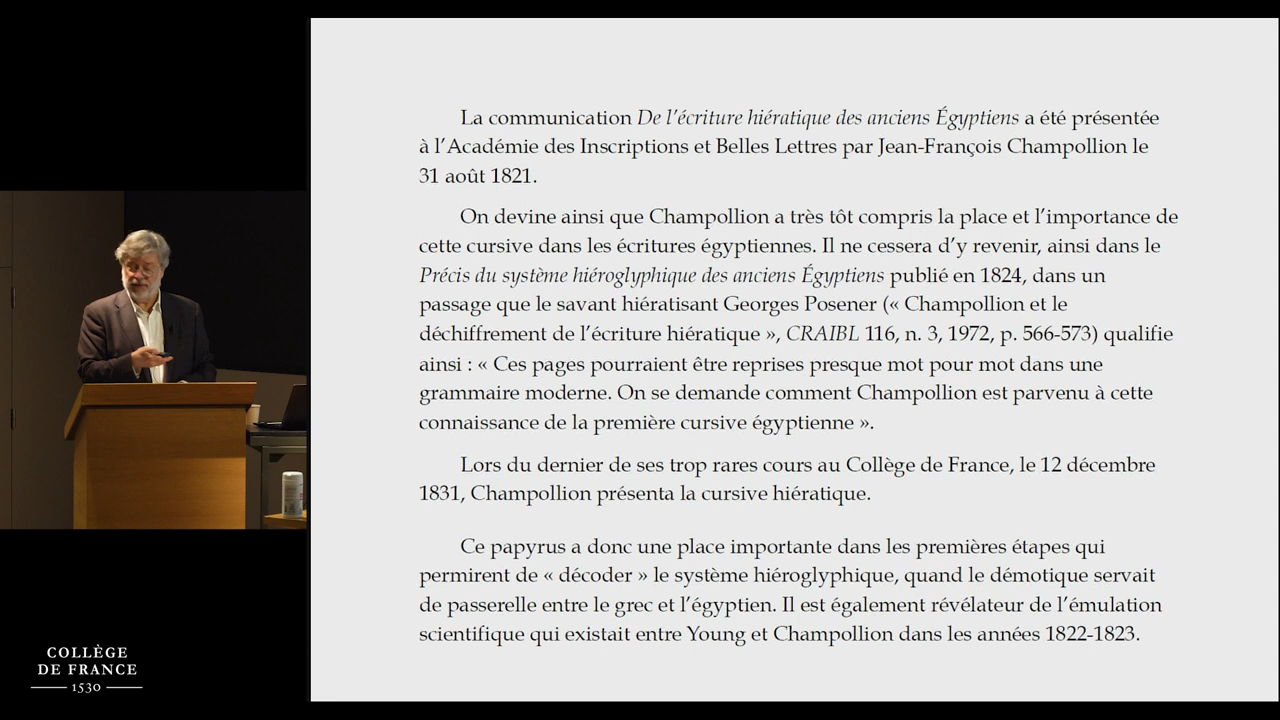 La communication De l’écriture hiératique des anciens Égyptiens a été présentée
à l’Académie des Inscriptions et Belles Lettres par Jean-François Champollion le
31 août 1821.
On devine ainsi que Champollion a très tôt compris la place et l’importance de
cette cursive dans les écritures égyptiennes. Il ne cessera d’y revenir, ainsi dans le
Précis du système hiéroglyphique des anciens Égyptiens publié en 1824, dans un
passage que le savant hiératisant Georges Posener (« Champollion et le
déchiffrement de l’écriture hiératique », CRAIBL 116, n. 3, 1972, p. 566-573) qualifie
ainsi : « Ces pages pourraient être reprises presque mot pour mot dans une
grammaire moderne. On se demande comment Champollion est parvenu à cette
connaissance de la première cursive égyptienne ».
Lors du dernier de ses trop rares cours au Collège de France, le 12 décembre
1831, Champollion présenta la cursive hiératique.
Ce papyrus a donc une place importante dans les premières étapes qui
permirent de « décoder » le système hiéroglyphique, quand le démotique servait
de passerelle entre le grec et l’égyptien. Il est également révélateur de l’émulation
scientifique qui existait entre Young et Champollion dans les années 1822-1823.
COLLÈGE
DE FRANCE
1530